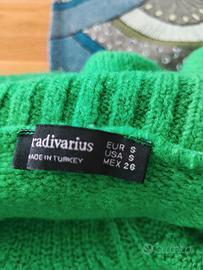 radivarius
MADE IN TURKEY
EUR S
USA S
MEX 26